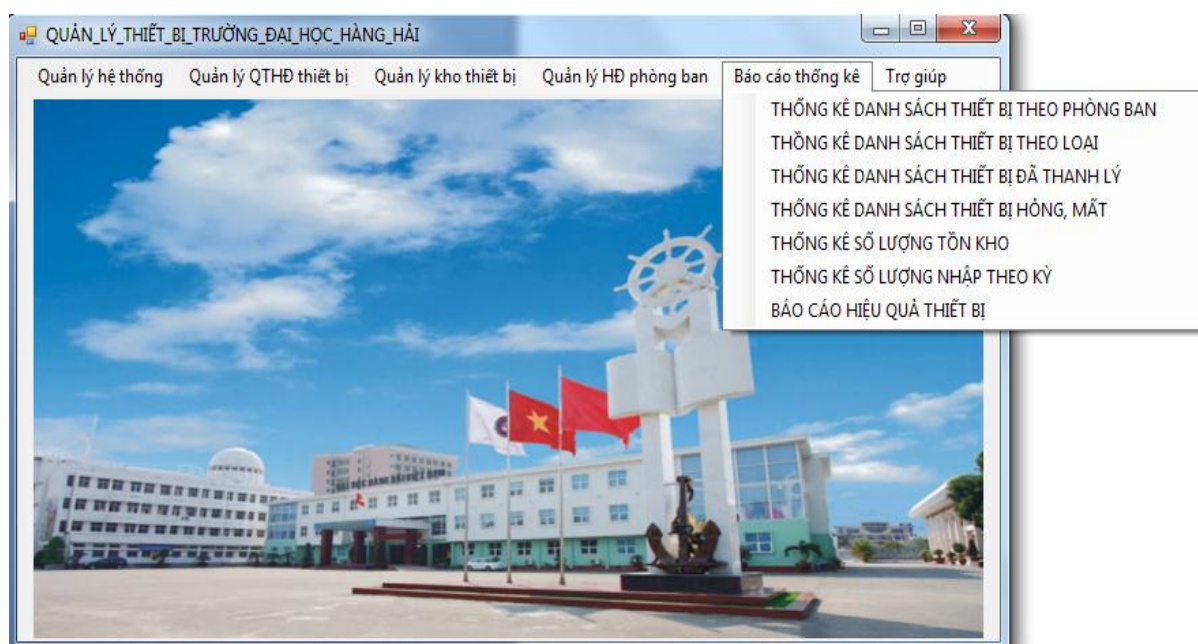 QUẢN_LÝ_THIẾT_BỊ_TRƯỜNG_ĐẠI_HỌC_HÀNG_HẢI
Quản lý hệ thống Quản lý QTHĐ thiết bị Quản lý kho thiết bị Quản lý HĐ phòng ban Báo cáo thống kê Trợ giúp
THỐNG KÊ DANH SÁCH THIẾT BỊ THEO PHÒNG BAN
THỒNG KÊ DANH SÁCH THIẾT BỊ THEO LOẠI
THỐNG KÊ DANH SÁCH THIẾT BỊ ĐÃ THANH LÝ
THỐNG KÊ DANH SÁCH THIẾT BỊ HỎNG, MẤT
THỐNG KÊ SỐ LƯỢNG TỒN KHO
THỐNG KÊ SỐ LƯỢNG NHẬP THEO KỲ
BÁO CÁO HIỆU QUẢ THIẾT BỊ